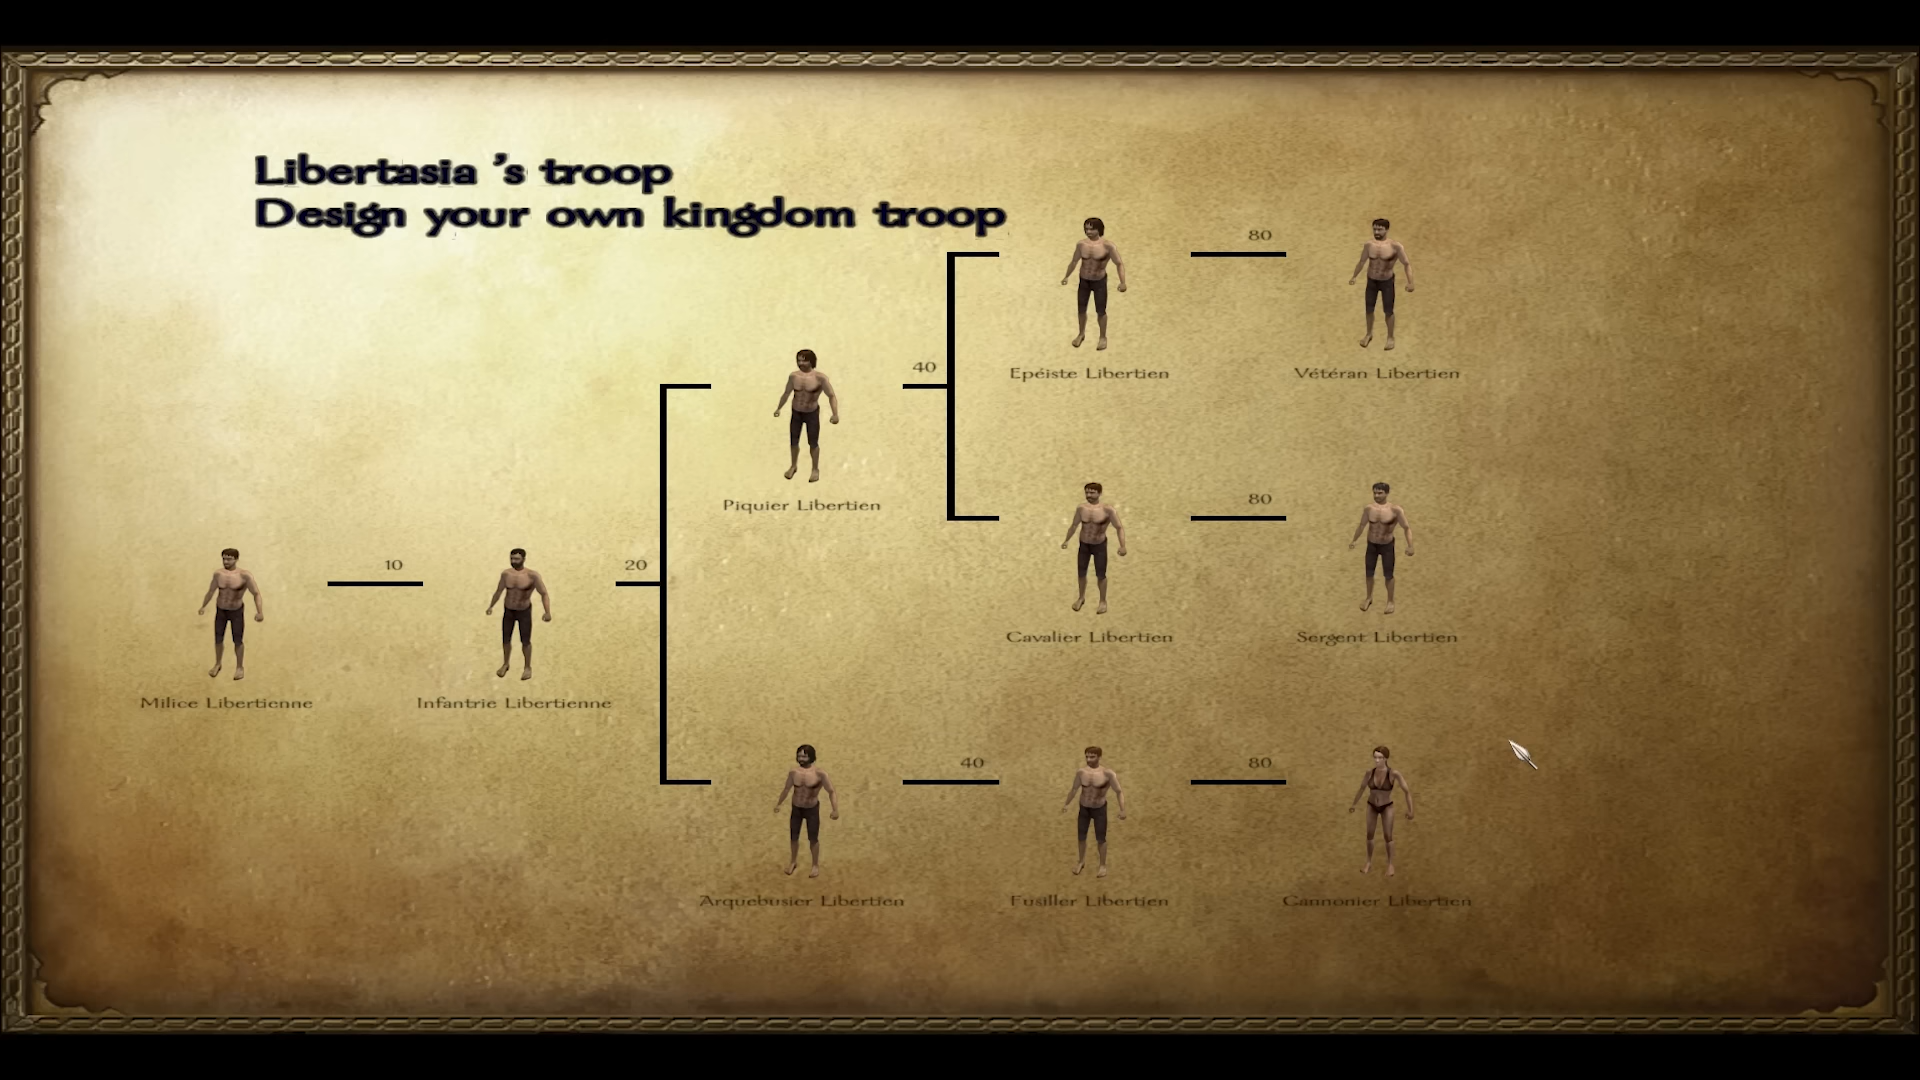 Libertasia 's troop
Design your own kingdom troop
80
80
40
80
10
20
40
80
Epéiste Libertien
Vétéran Libertien
Piquier Libertien
Cavalier Libertien
Sergent Libertien
Milice Libertienne
Infantrie Libertienne
Arquebusier Libertien
Fusiller Libertien
Cannonier Libertien